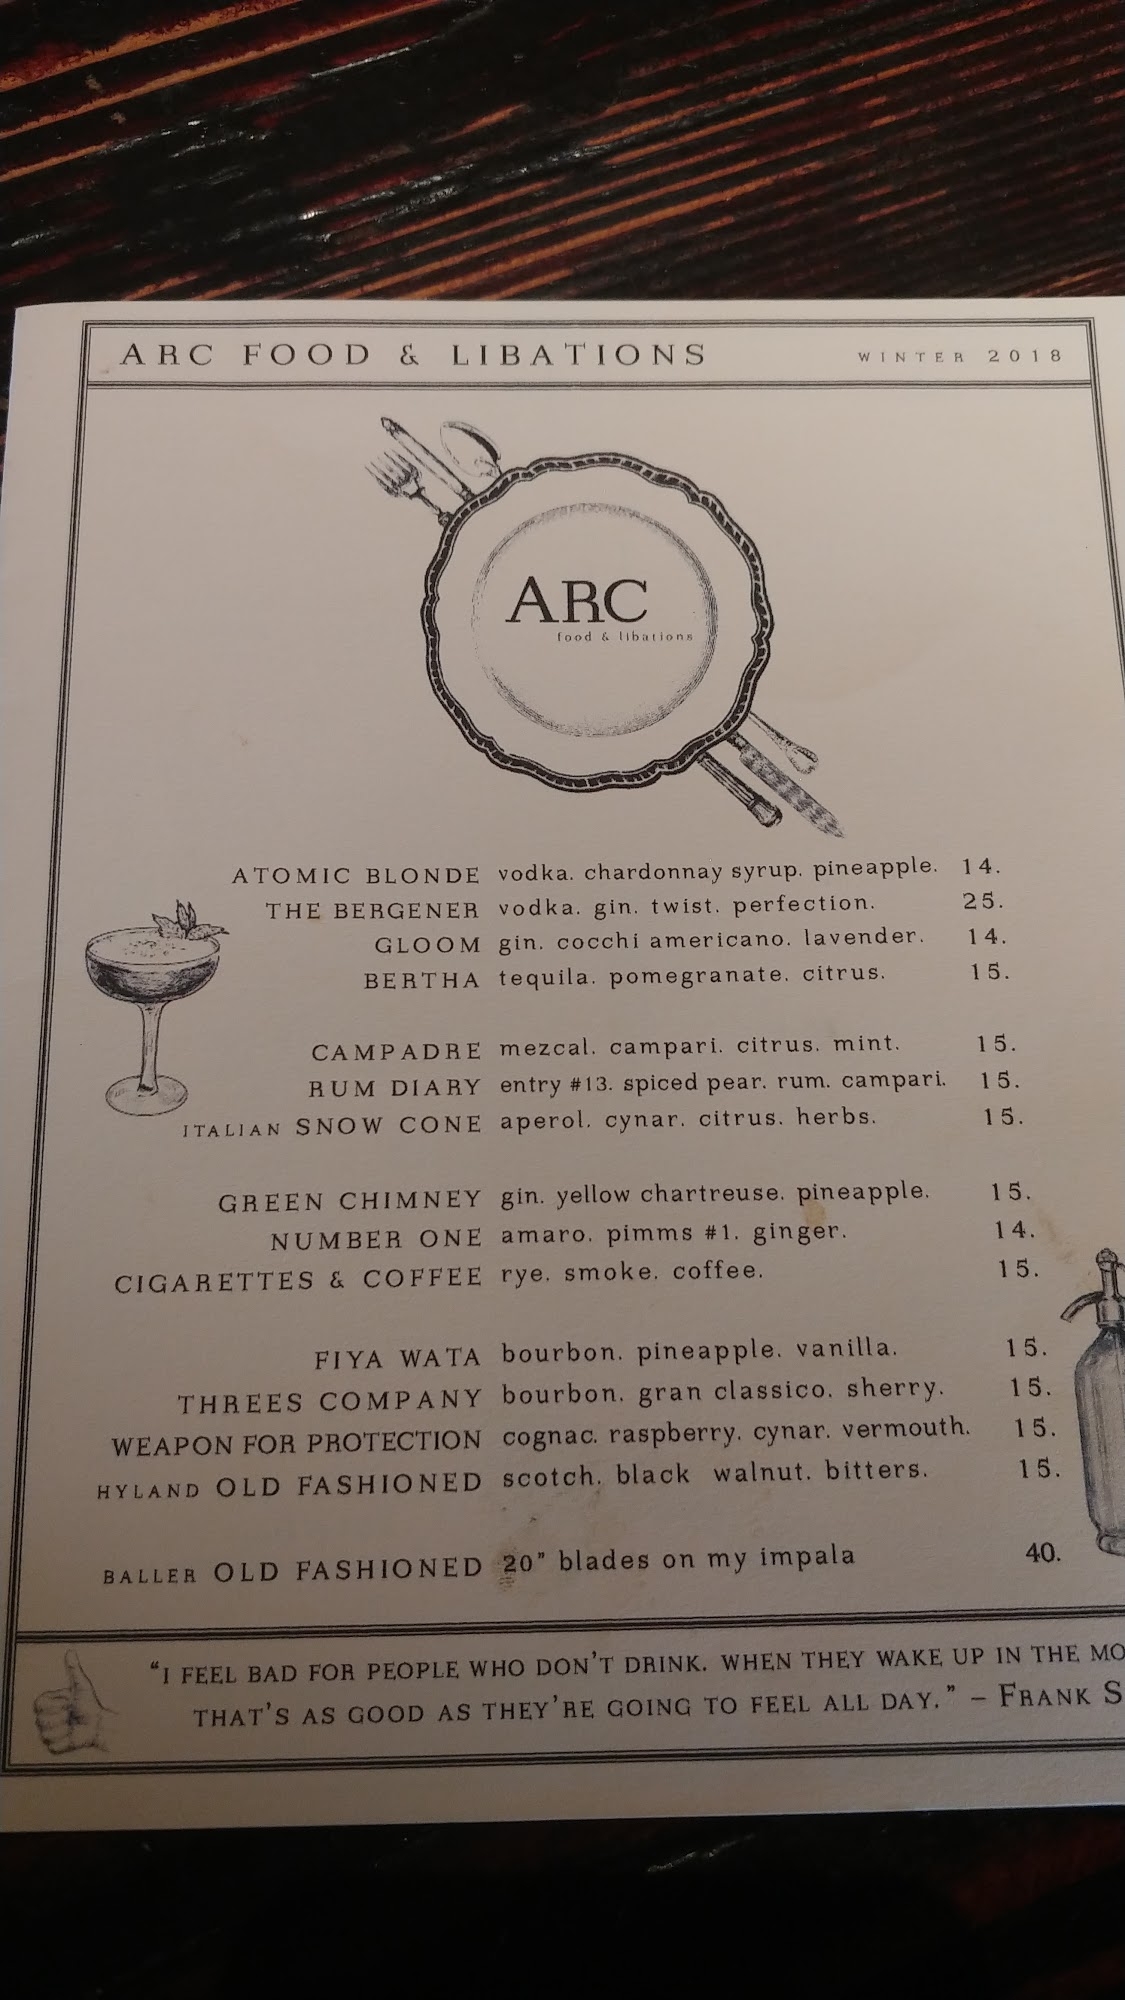 ARC FOOD & LIBATIONS WINTER 2018
ARC
food & libations
ATOMIC BLONDE vodka. chardonnay syrup. pineapple. 14.
THE BERGENER vodka. gin. twist. perfection. 25.
GLOOM gin. cocchi americano. lavender. 14.
BERTHA tequila. pomegranate. citrus. 15.
CAMPADRE mezcal. campari. citrus. mint. 15.
RUM DIARY entry #13. spiced pear. rum. campari. 15.
ITALIAN SNOW CONE aperol. cynar. citrus. herbs. 15.
GREEN CHIMNEY gin. yellow chartreuse. pineapple. 15.
NUMBER ONE amaro. pimms #1. ginger. 14.
CIGARETTES & COFFEE rye. smoke. coffee. 15.
FIYA WATA bourbon. pineapple. vanilla. 15.
THREES COMPANY bourbon. gran classico. sherry. 15.
WEAPON FOR PROTECTION cognac. raspberry. cynar. vermouth. 15.
HYLAND OLD FASHIONED scotch. black walnut. bitters. 15.
BALLER OLD FASHIONED 20" blades on my impala 40.
"I FEEL BAD FOR PEOPLE WHO DON'T DRINK. WHEN THEY WAKE UP IN THE MO
THAT'S AS GOOD AS THEY'RE GOING TO FEEL ALL DAY." – FRANK S